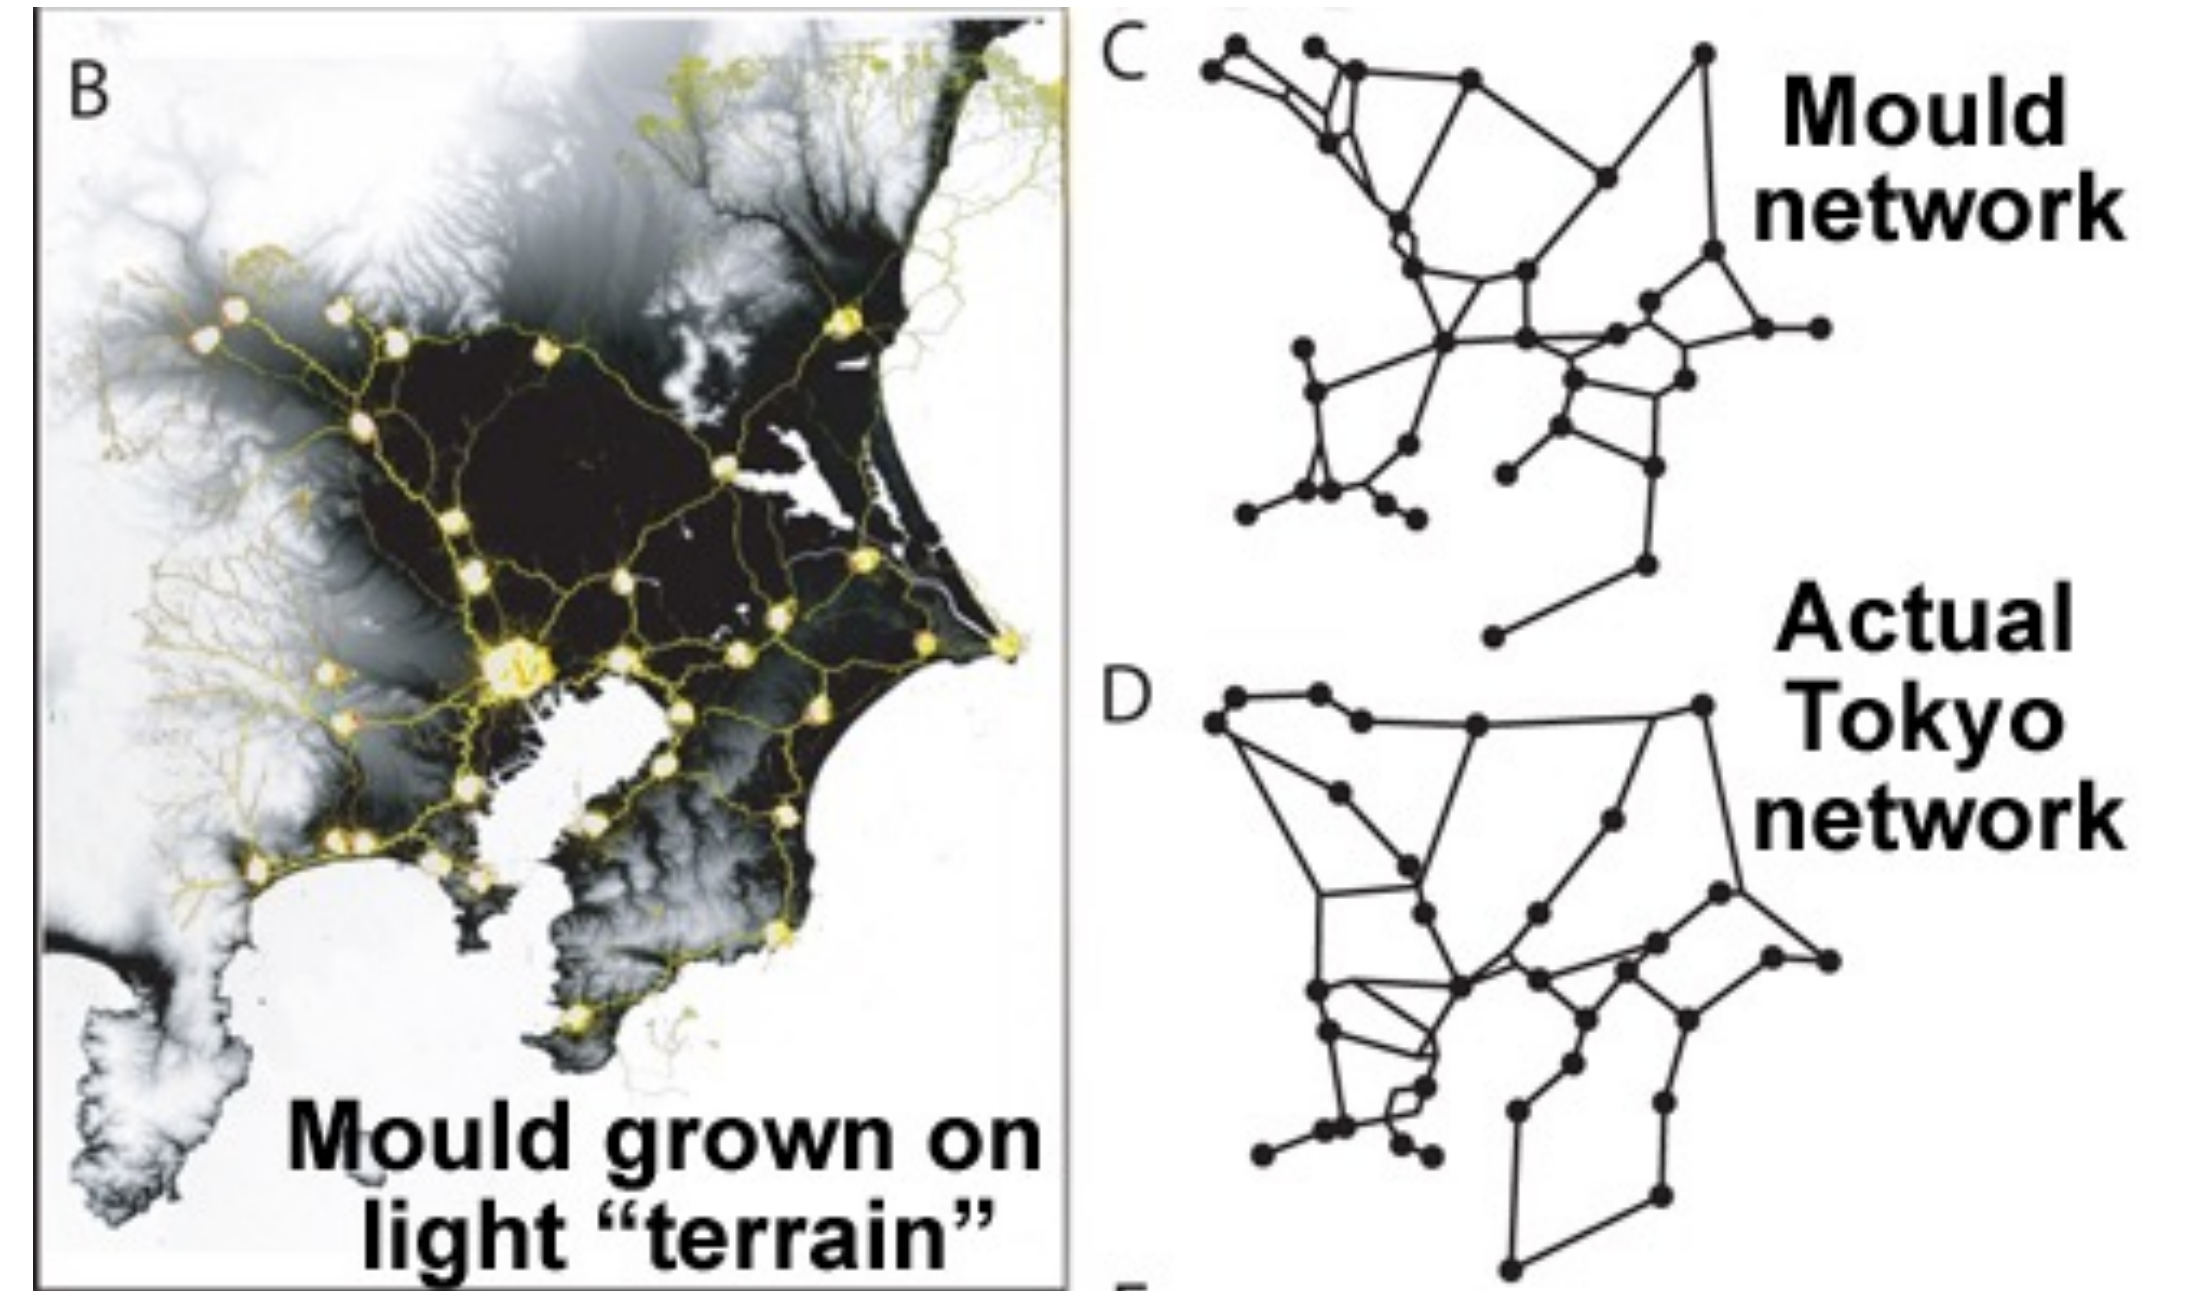 B
Mould grown on
light “terrain”
C
Mould
network
D
Actual
Tokyo
network